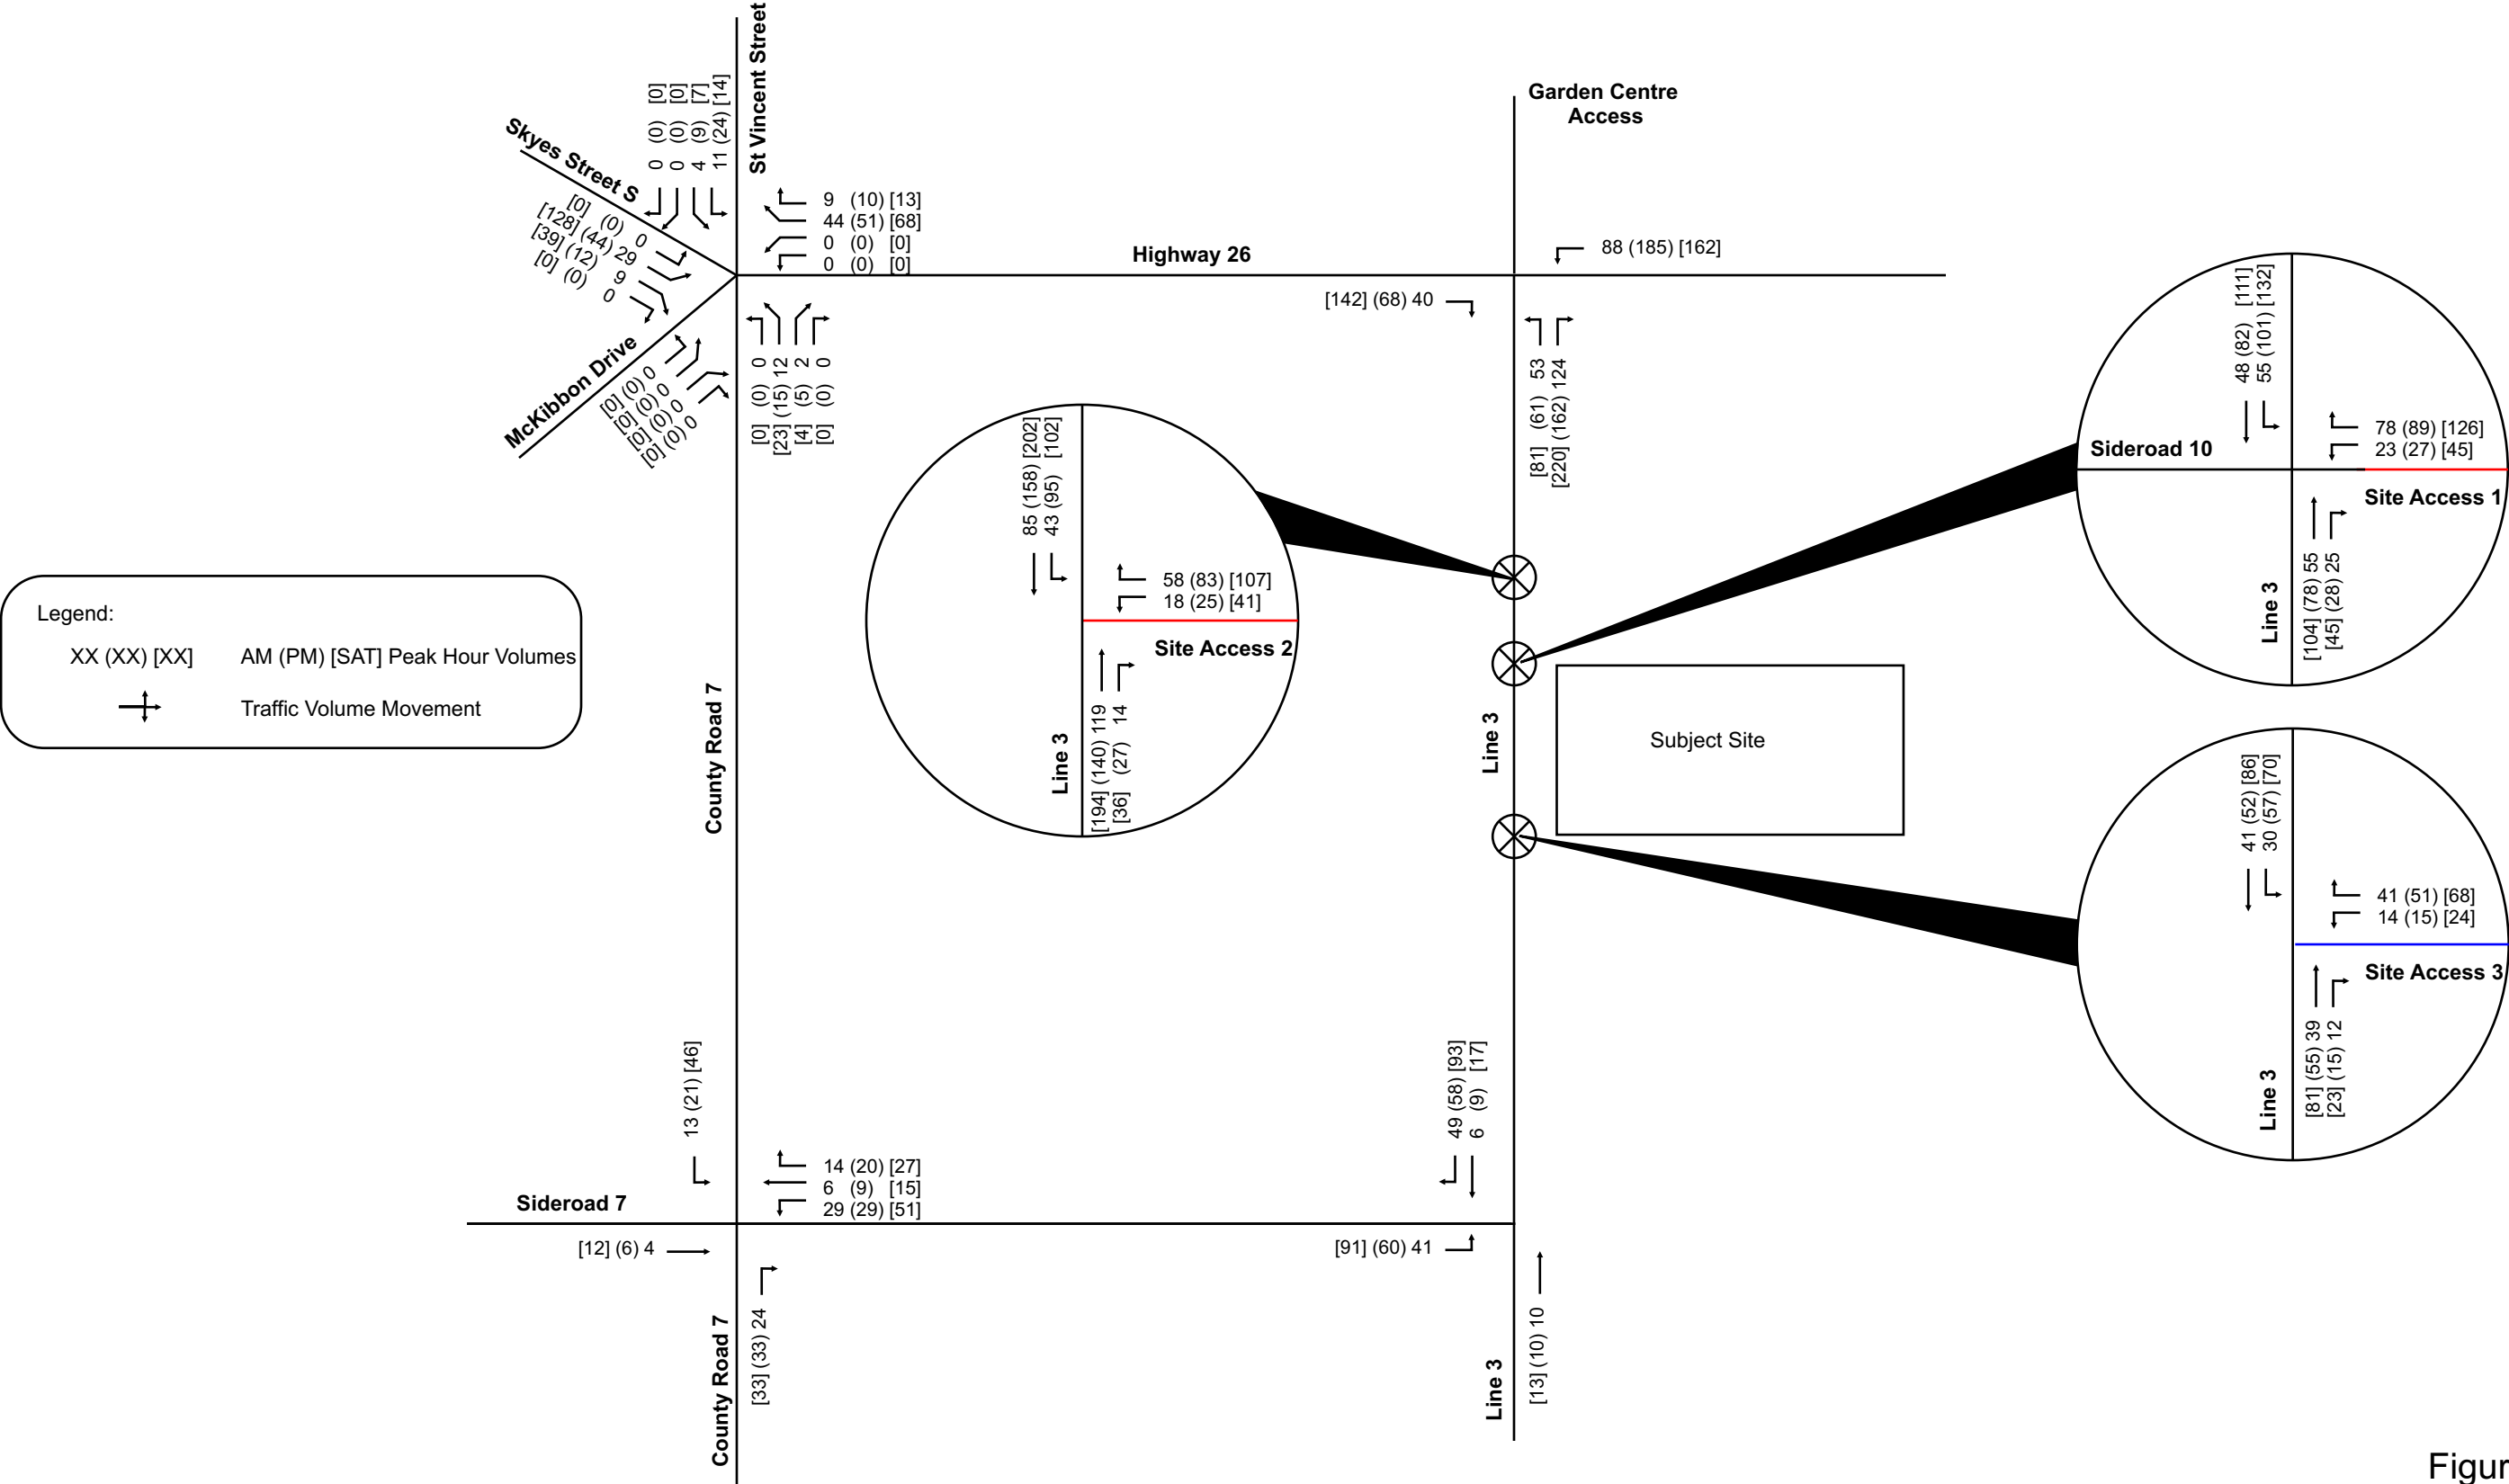 St Vincent Street
0 (0) [0]
0 (0) [0]
4 (9) [7]
11 (24) [14]
Skyes Street S
[0] (0) 0
[128] (44) 29
[39] (12) 9
[0] (0) 0
9 (10) [13]
44 (51) [68]
0 (0) [0]
0 (0) [0]
McKibbon Drive
[0] (0) 0
[0] (0) 0
[0] (0) 0
[0] (0) 0
[0] (0) 0
[23] (15) 12
[4] (5) 2
[0] (0) 0
Highway 26
Garden Centre
Access
88 (185) [162]
[142] (68) 40
[81] (61) 53
[220] (162) 124
85 (158) [202]
43 (95) [102]
58 (83) [107]
18 (25) [41]
Site Access 2
Line 3
[194] (140) 119
[36] (27) 14
48 (82) [111]
55 (101) [132]
78 (89) [126]
23 (27) [45]
Sideroad 10
Site Access 1
Line 3
[104] (78) 55
[45] (28) 25
Legend:
XX (XX) [XX] AM (PM) [SAT] Peak Hour Volumes
Traffic Volume Movement
County Road 7
Line 3
Subject Site
41 (52) [86]
30 (57) [70]
41 (51) [68]
14 (15) [24]
Site Access 3
Line 3
[81] (55) 39
[23] (15) 12
13 (21) [46]
14 (20) [27]
6 (9) [15]
29 (29) [51]
Sideroad 7
[12] (6) 4
[33] (33) 24
County Road 7
49 (58) [93]
6 (9) [17]
[91] (60) 41
[13] (10) 10
Line 3
Figur